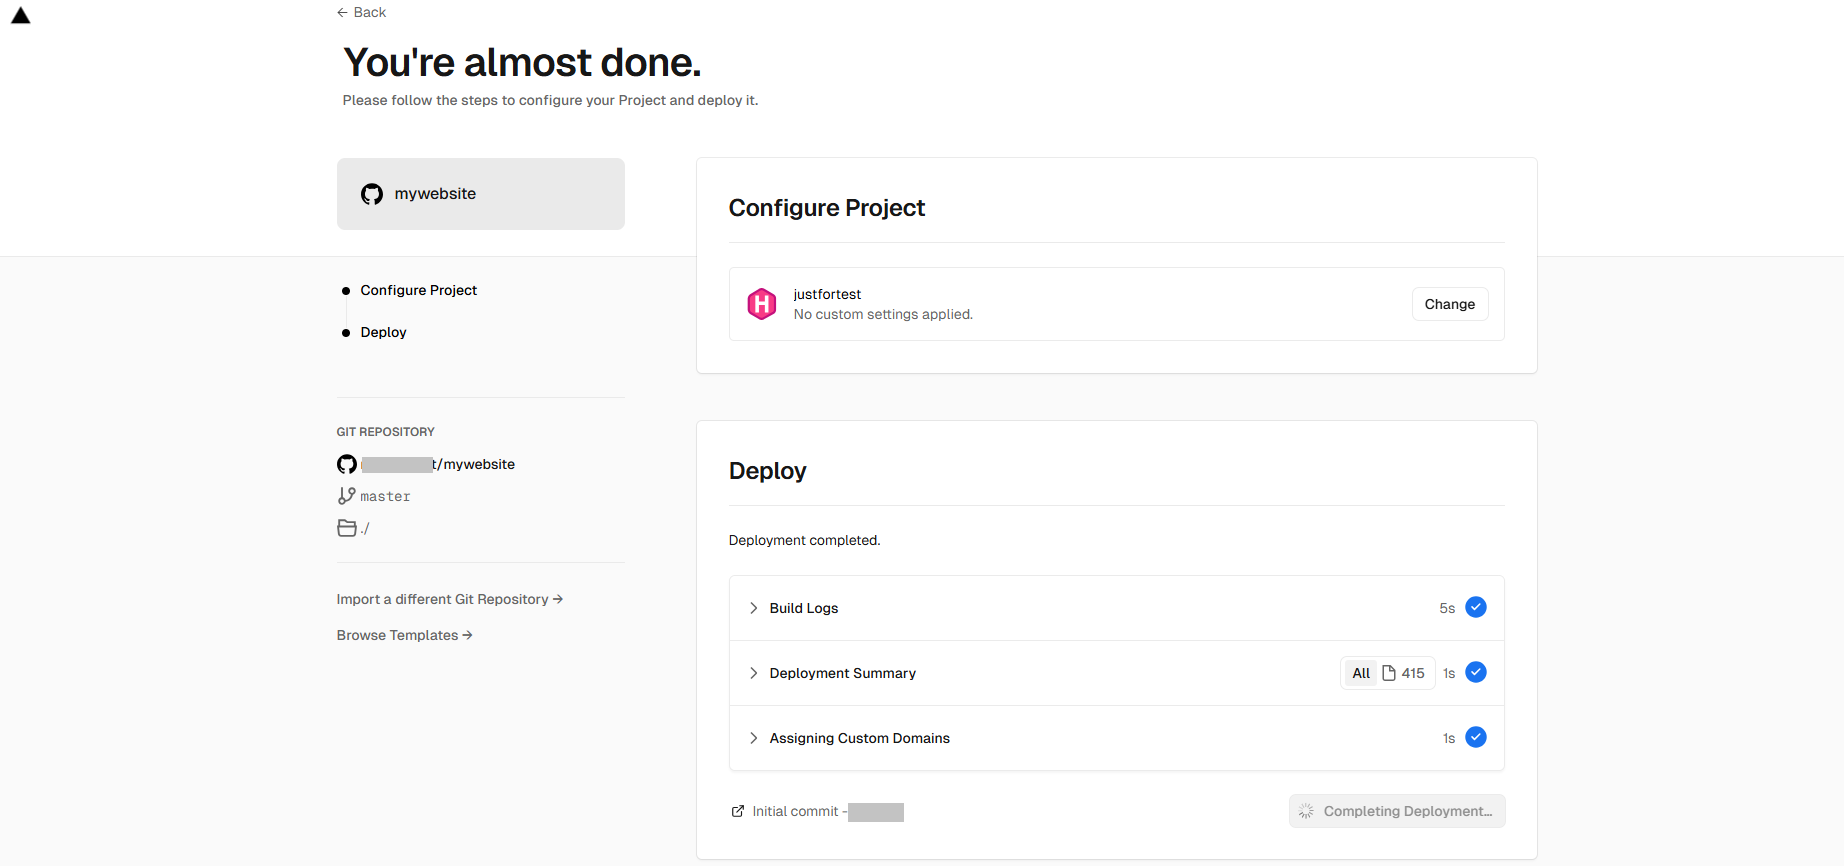 ← Back
You're almost done.
Please follow the steps to configure your Project and deploy it.
mywebsite
Configure Project
Deploy
GIT REPOSITORY
t/mywebsite
master
./
Import a different Git Repository →
Browse Templates →
Configure Project
H
justfortest
No custom settings applied.
Change
Deploy
Deployment completed.
Build Logs 5s
Deployment Summary All 415 1s
Assigning Custom Domains 1s
Initial commit -
Completing Deployment...